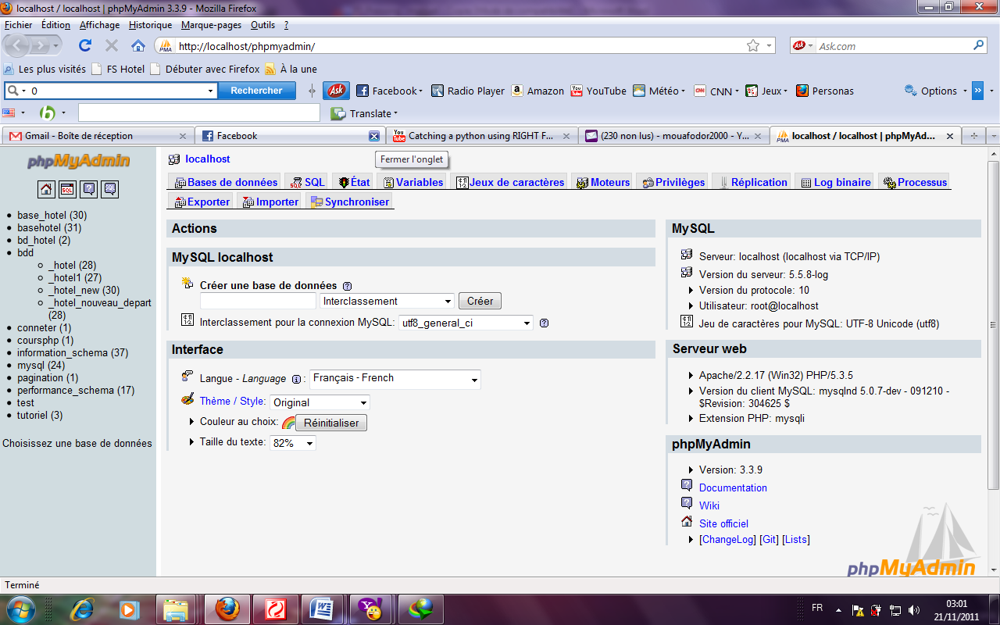 localhost / localhost | phpMyAdmin 3.3.9 - Mozilla Firefox
Fichier Édition Affichage Historique Marque-pages Outils ?
PMA http://localhost/phpmyadmin/ Ask Ask.com
Les plus visités FS Hotel Débuter avec Firefox À la une
0 Rechercher Ask Facebook Radio Player Amazon YouTube Météo CNN Jeux Personas Options »
b Translate
Gmail - Boîte de réception Facebook Catching a python using RIGHT F... (230 non lus) - mouafodor2000 - Y... localhost / localhost | phpMyAd...
Fermer l'onglet
phpMyAdmin
SQL
base_hotel (30)
basehotel (31)
bd_hotel (2)
bdd
_hotel (28)
_hotel1 (27)
_hotel_new (30)
_hotel_nouveau_depart
(28)
conneter (1)
coursphp (1)
information_schema (37)
mysql (24)
pagination (1)
performance_schema (17)
test
tutoriel (3)
Choisissez une base de données
localhost
Bases de données SQL État Variables Jeux de caractères Moteurs Privilèges Réplication Log binaire Processus
Exporter Importer Synchroniser
Actions
MySQL localhost
Créer une base de données
Interclassement Créer
Interclassement pour la connexion MySQL: utf8_general_ci
Interface
Langue - Language : Français - French
Thème / Style: Original
Couleur au choix: Réinitialiser
Taille du texte: 82%
MySQL
Serveur: localhost (localhost via TCP/IP)
Version du serveur: 5.5.8-log
Version du protocole: 10
Utilisateur: root@localhost
Jeu de caractères pour MySQL: UTF-8 Unicode (utf8)
Serveur web
Apache/2.2.17 (Win32) PHP/5.3.5
Version du client MySQL: mysqlnd 5.0.7-dev - 091210 -
$Revision: 304625 $
Extension PHP: mysqli
phpMyAdmin
Version: 3.3.9
Documentation
Wiki
Site officiel
[ChangeLog] [Git] [Lists]
phpMyAdmin
Terminé
FR 03:01
21/11/2011